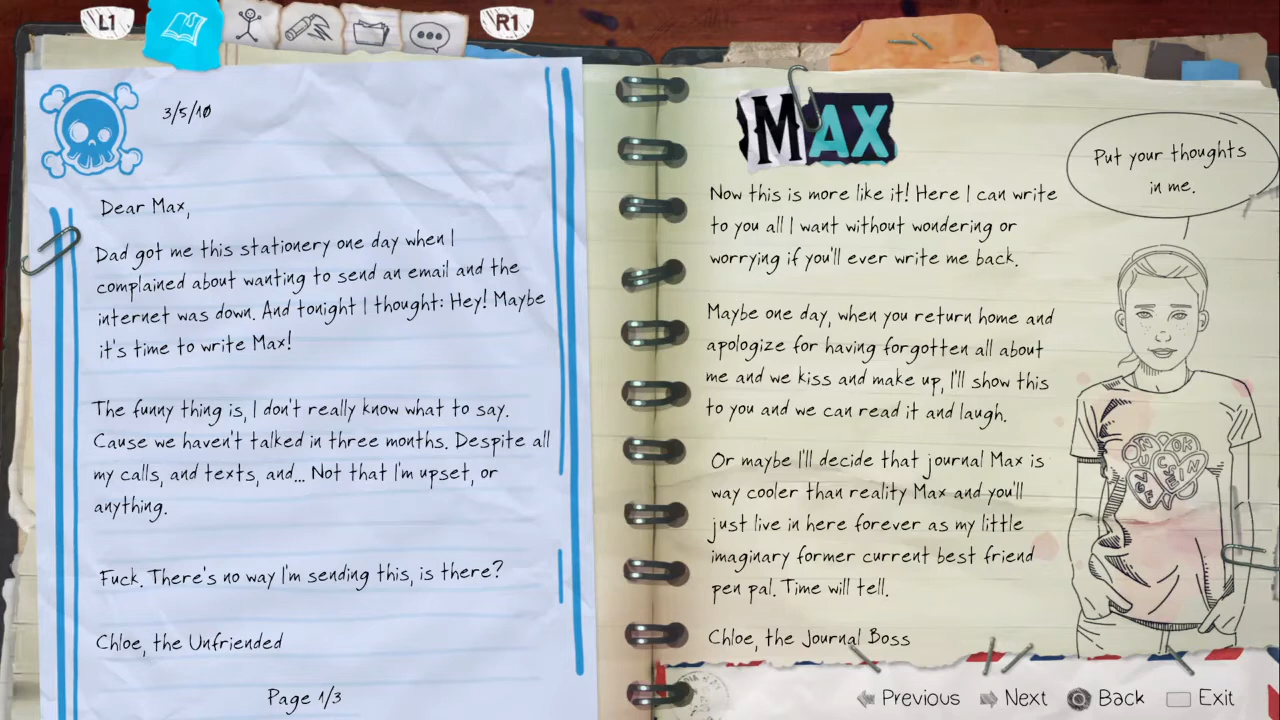 L1
R1
3/5/10
Dear Max,
Dad got me this stationery one day when I
complained about wanting to send an email and the
internet was down. And tonight I thought: Hey! Maybe
it's time to write Max!
The funny thing is, I don't really know what to say.
Cause we haven't talked in three months. Despite all
my calls, and texts, and... Not that I'm upset, or
anything.
Fuck. There's no way I'm sending this, is there?
Chloe, the Unfriended
Page 1/3
MAX
Now this is more like it! Here I can write
to you all I want without wondering or
worrying if you'll ever write me back.
Maybe one day, when you return home and
apologize for having forgotten all about
me and we kiss and make up, I'll show this
to you and we can read it and laugh.
Or maybe I'll decide that journal Max is
way cooler than reality Max and you'll
just live in here forever as my little
imaginary former current best friend
pen pal. Time will tell.
Chloe, the Journal Boss
Put your thoughts
in me.
Previous Next Back Exit